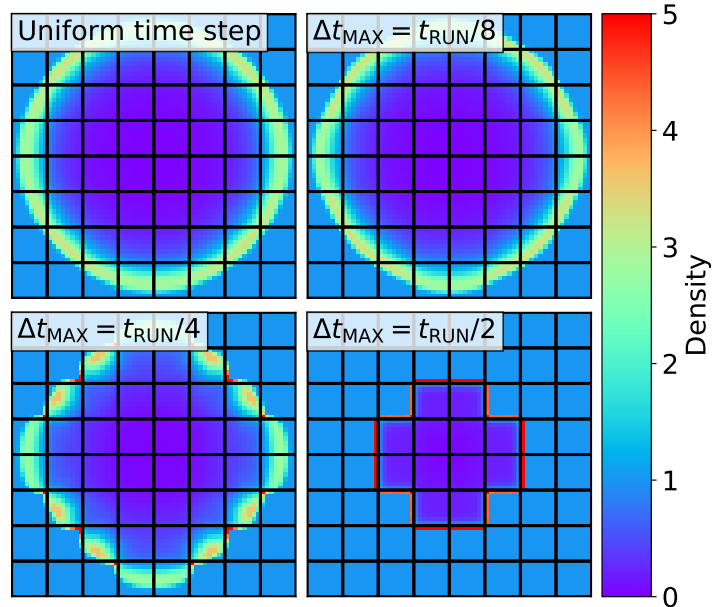 Uniform time step
Δt_MAX = t_RUN/8
Δt_MAX = t_RUN/4
Δt_MAX = t_RUN/2
5
4
3
2
1
0
Density